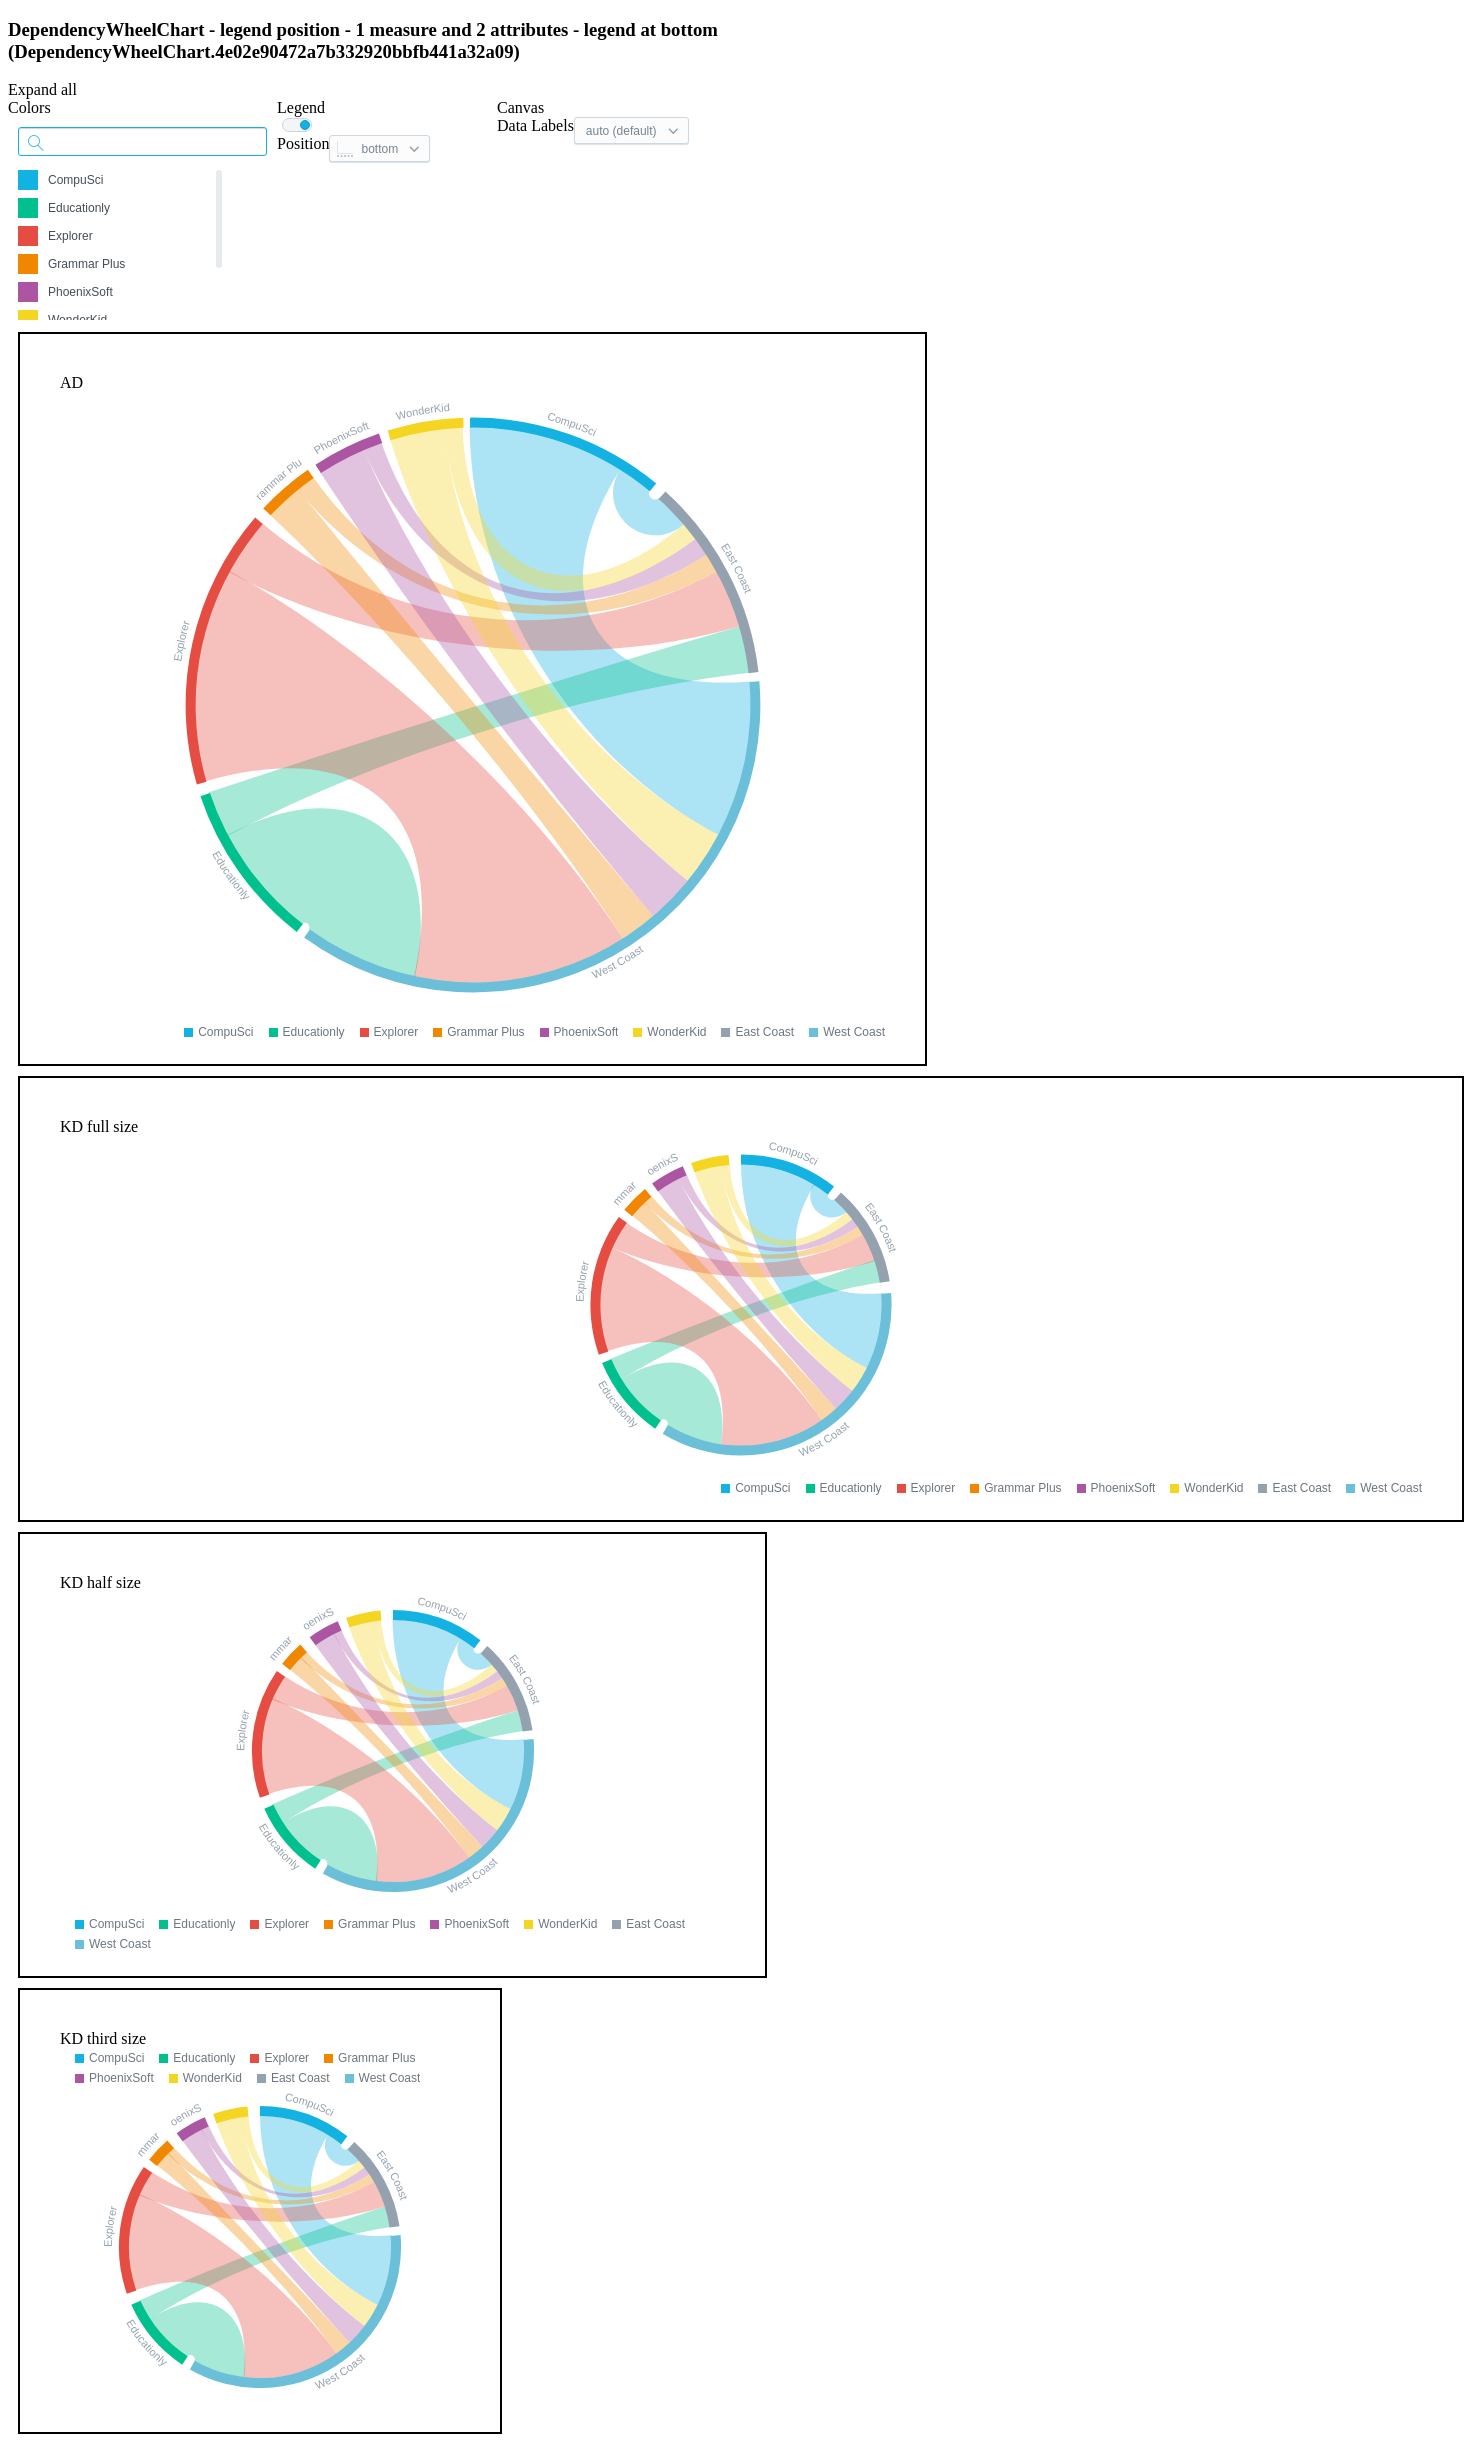 DependencyWheelChart - legend position - 1 measure and 2 attributes - legend at bottom
(DependencyWheelChart.4e02e90472a7b332920bbfb441a32a09)
Expand all
Colors
Legend
Position
bottom
Canvas
Data Labels
auto (default)
CompuSci
Educationly
Explorer
Grammar Plus
PhoenixSoft
WonderKid
AD
WonderKid
CompuSci
PhoenixSoft
rammar Plu
East Coast
Explorer
Educationly
West Coast
CompuSci Educationly Explorer Grammar Plus PhoenixSoft WonderKid East Coast West Coast
KD full size
CompuSci
oenixS
mmar
East Coast
Explorer
Educationly
West Coast
CompuSci Educationly Explorer Grammar Plus PhoenixSoft WonderKid East Coast West Coast
KD half size
CompuSci
oenixS
mmar
East Coast
Explorer
Educationly
West Coast
CompuSci Educationly Explorer Grammar Plus PhoenixSoft WonderKid East Coast
West Coast
KD third size
CompuSci Educationly Explorer Grammar Plus
PhoenixSoft WonderKid East Coast West Coast
CompuSci
oenixS
mmar
East Coast
Explorer
Educationly
West Coast